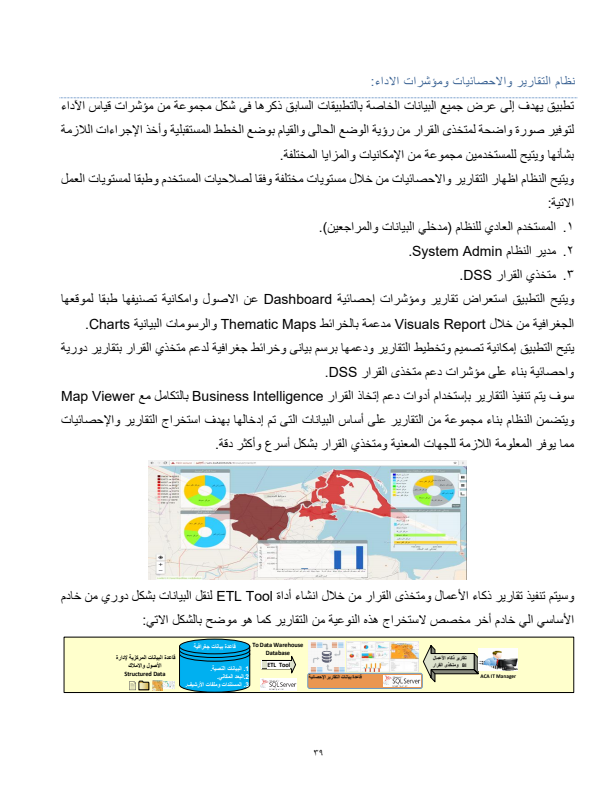 نظام التقارير والاحصائيات ومؤشرات الاداء:
تطبيق يهدف إلى عرض جميع البيانات الخاصة بالتطبيقات السابق ذكرها فى شكل مجموعة من مؤشرات قياس الأداء
لتوفير صورة واضحة لمتخذى القرار من رؤية الوضع الحالى والقيام بوضع الخطط المستقبلية وأخذ الإجراءات اللازمة
بشأنها ويتيح للمستخدمين مجموعة من الإمكانيات والمزايا المختلفة.
ويتيح النظام اظهار التقارير والاحصائيات من خلال مستويات مختلفة وفقا لصلاحيات المستخدم وطبقا لمستويات العمل
الاتية:
١. المستخدم العادي للنظام (مدخلي البيانات والمراجعين).
٢. مدير النظام System Admin.
٣. متخذي القرار DSS.
ويتيح التطبيق استعراض تقارير ومؤشرات إحصائية Dashboard عن الاصول وامكانية تصنيفها طبقا لموقعها
الجغرافية من خلال Visuals Report مدعمة بالخرائط Thematic Maps والرسومات البيانية Charts.
يتيح التطبيق إمكانية تصميم وتخطيط التقارير ودعمها برسم بيانى وخرائط جغرافية لدعم متخذي القرار بتقارير دورية
واحصائية بناء على مؤشرات دعم متخذى القرار DSS.
سوف يتم تنفيذ التقارير بإستخدام أدوات دعم إتخاذ القرار Business Intelligence بالتكامل مع Map Viewer
ويتضمن النظام بناء مجموعة من التقارير على أساس البيانات التى تم إدخالها بهدف استخراج التقارير والإحصائيات
مما يوفر المعلومة اللازمة للجهات المعنية ومتخذي القرار بشكل أسرع وأكثر دقة.
وسيتم تنفيذ تقارير ذكاء الأعمال ومتخذى القرار من خلال انشاء أداة ETL Tool لنقل البيانات بشكل دوري من خادم
الأساسي الي خادم أخر مخصص لاستخراج هذه النوعية من التقارير كما هو موضح بالشكل الاتي:
قاعدة البيانات المركزية لإدارة
الأصول والاملاك
Structured Data
قاعدة بيانات جغرافية
1. البيانات النصية.
2. البعد المكاني.
3. المستندات وملفات الأرشيف.
To Data Warehouse
Database
ETL Tool
SQL Server
قاعدة بيانات التقارير الإحصائية
SQL Server
تقارير ذكاء الأعمال
ومتخذي القرار
ACA IT Manager
٣٩